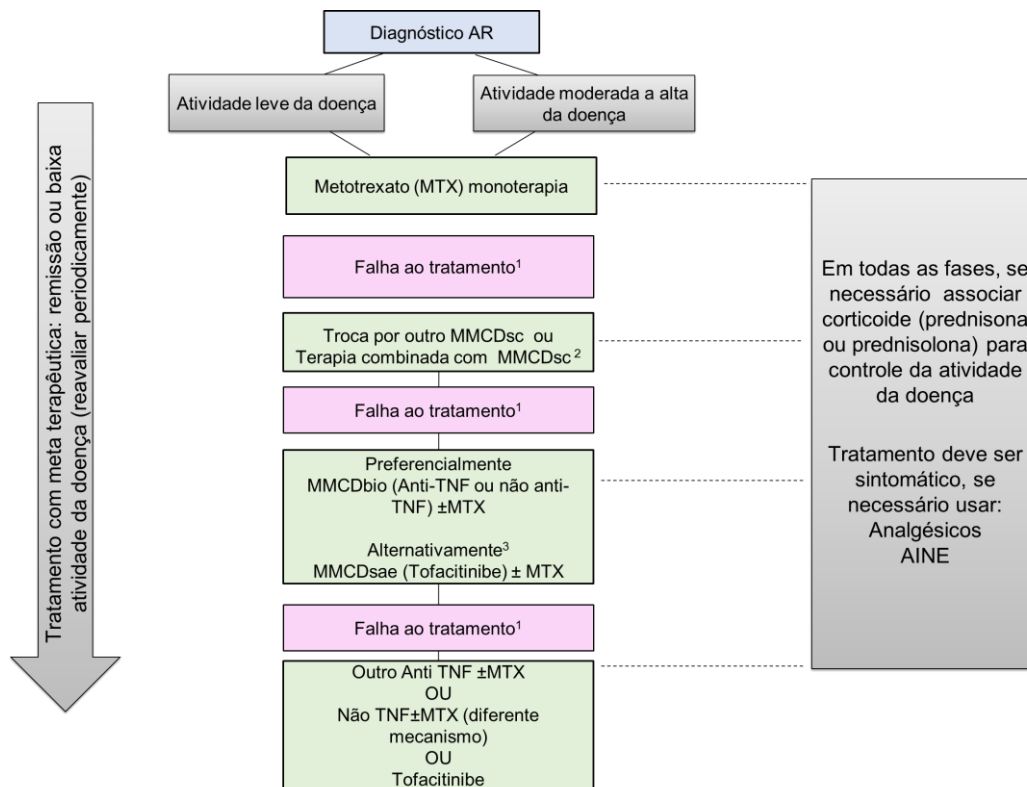 Diagnóstico AR
Atividade leve da doença
Atividade moderada a alta
da doença
Metotrexato (MTX) monoterapia
Falha ao tratamento¹
Troca por outro MMCDsc ou
Terapia combinada com MMCDsc ²
Falha ao tratamento¹
Preferencialmente
MMCDbio (Anti-TNF ou não anti-
TNF) ±MTX
Alternativamente³
MMCDsae (Tofacitinibe) ± MTX
Falha ao tratamento¹
Outro Anti TNF ±MTX
OU
Não TNF±MTX (diferente
mecanismo)
OU
Tofacitinibe
Tratamento com meta terapêutica: remissão ou baixa
atividade da doença (reavaliar periodicamente)
Em todas as fases, se
necessário associar
corticoide (prednisona
ou prednisolona) para
controle da atividade
da doença
Tratamento deve ser
sintomático, se
necessário usar:
Analgésicos
AINE